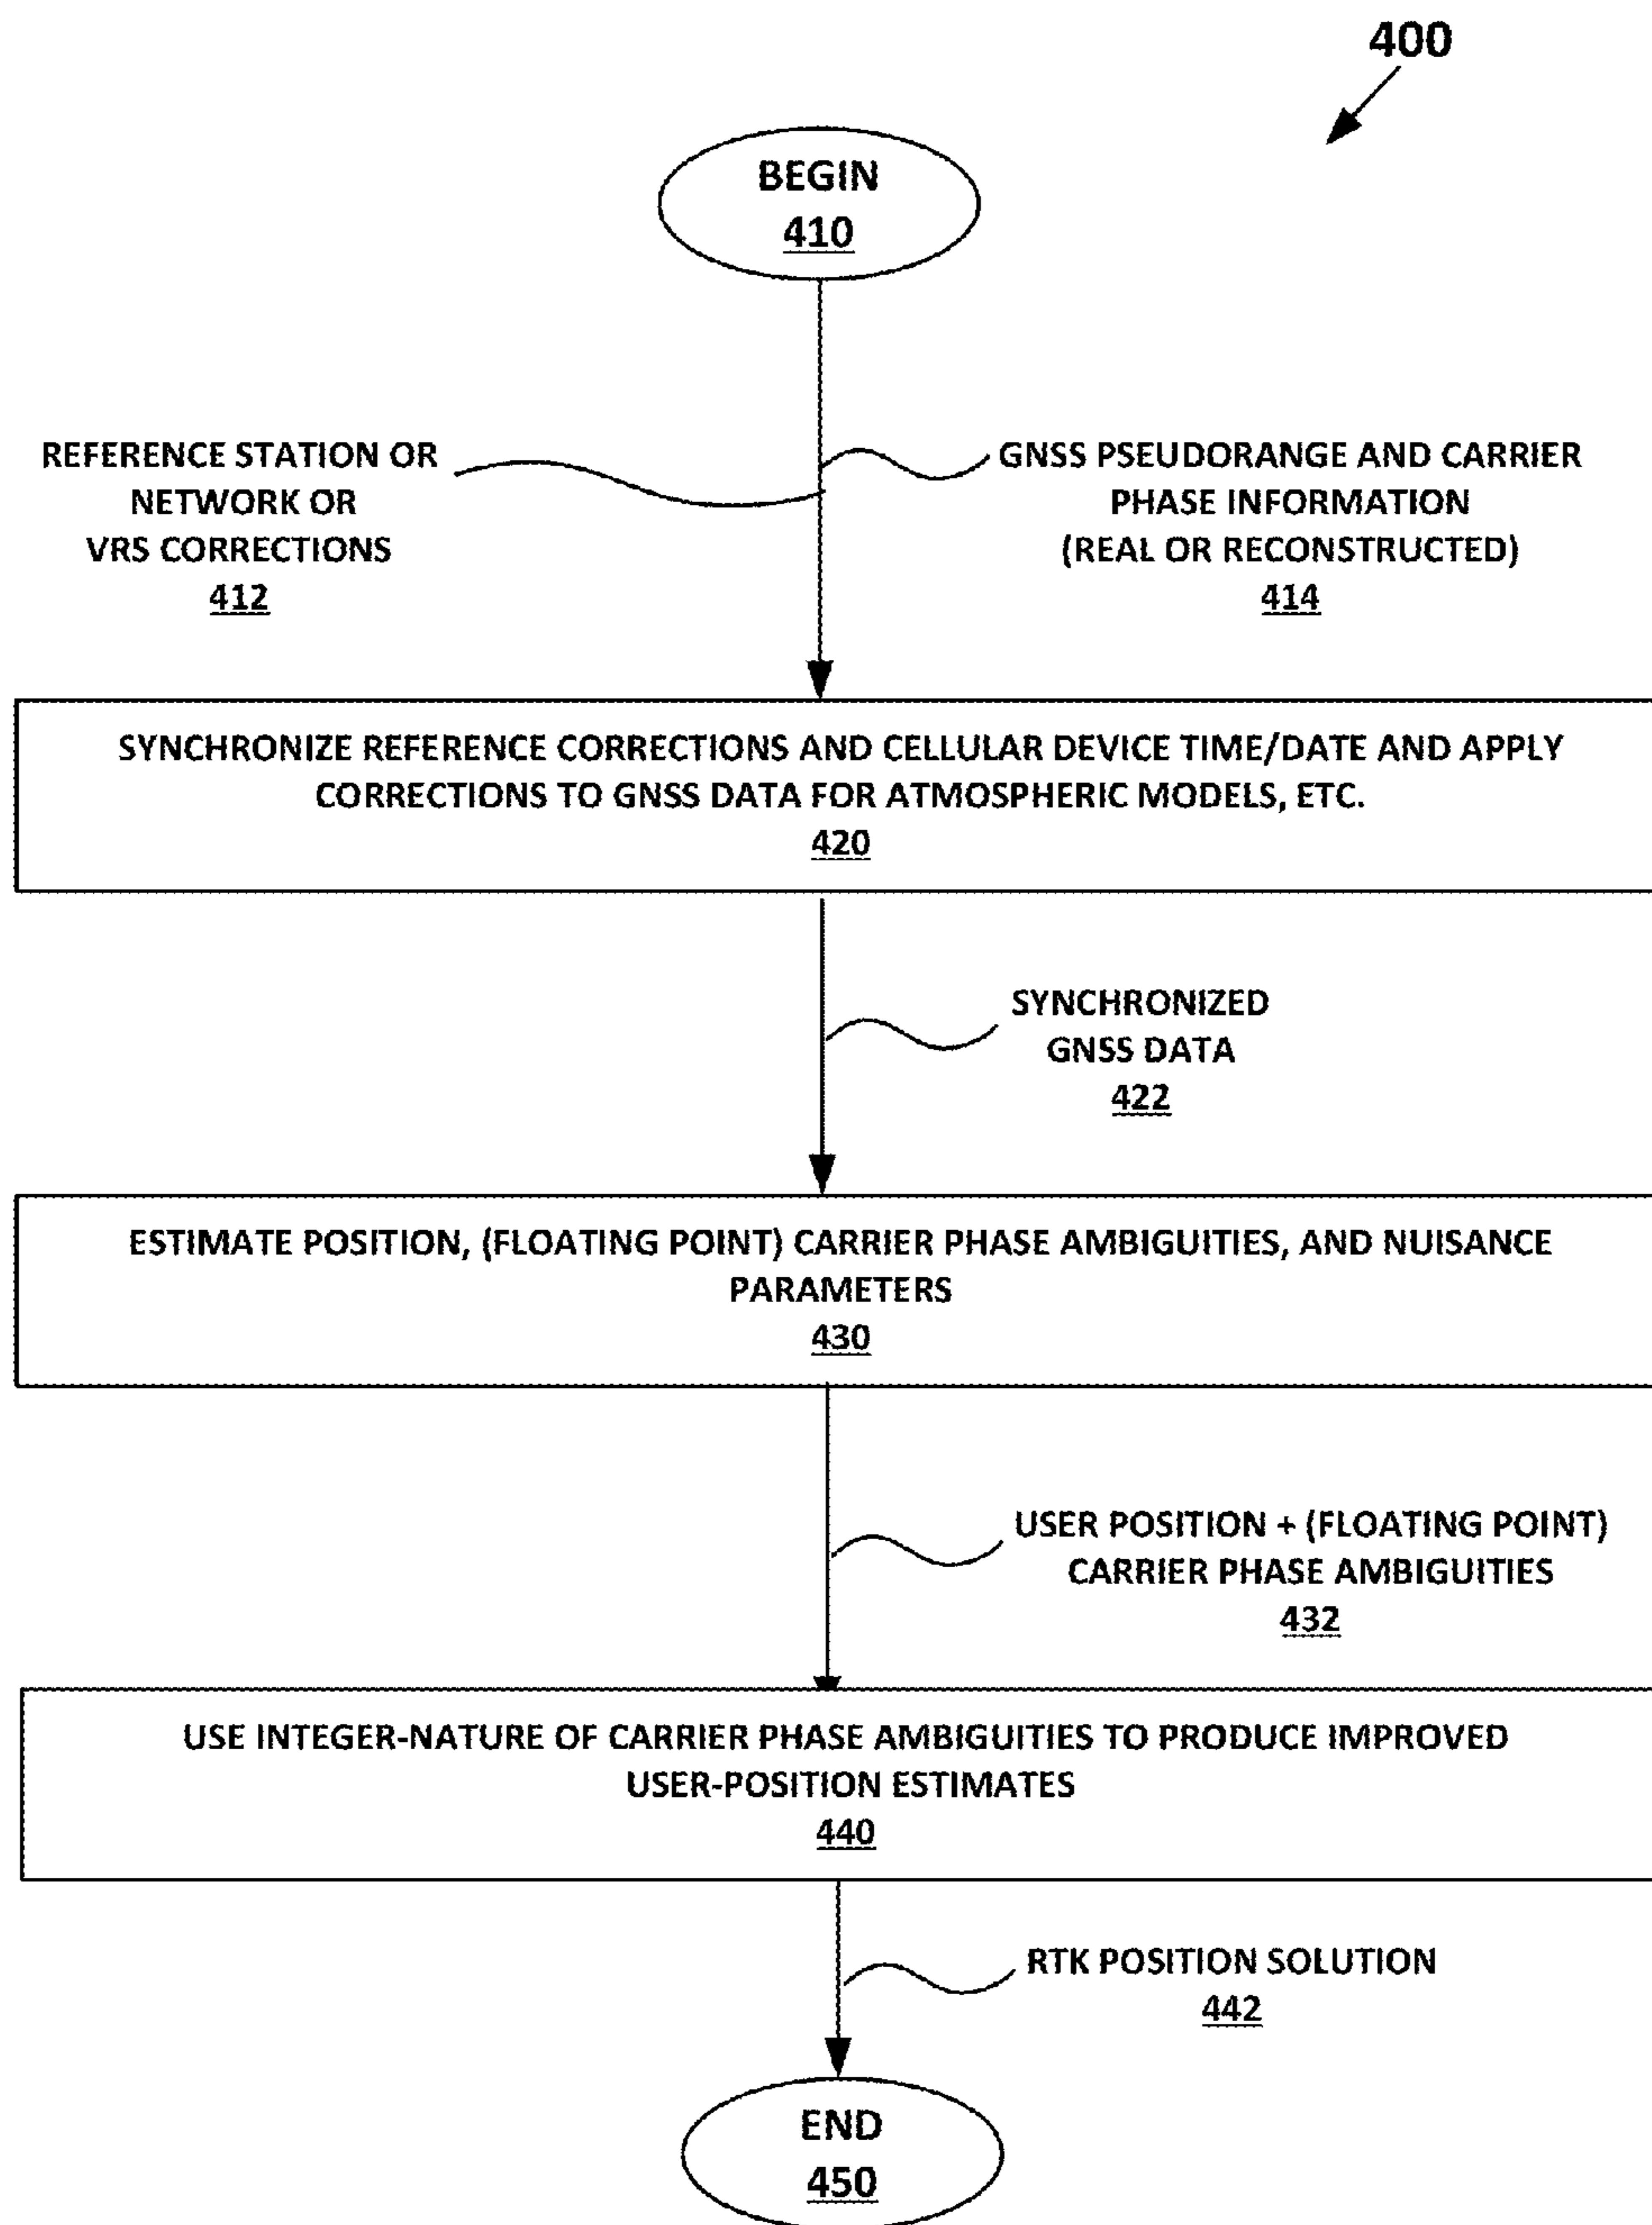 400
BEGIN
410
REFERENCE STATION OR
NETWORK OR
VRS CORRECTIONS
412
GNSS PSEUDORANGE AND CARRIER
PHASE INFORMATION
(REAL OR RECONSTRUCTED)
414
SYNCHRONIZE REFERENCE CORRECTIONS AND CELLULAR DEVICE TIME/DATE AND APPLY
CORRECTIONS TO GNSS DATA FOR ATMOSPHERIC MODELS, ETC.
420
SYNCHRONIZED
GNSS DATA
422
ESTIMATE POSITION, (FLOATING POINT) CARRIER PHASE AMBIGUITIES, AND NUISANCE
PARAMETERS
430
USER POSITION + (FLOATING POINT)
CARRIER PHASE AMBIGUITIES
432
USE INTEGER-NATURE OF CARRIER PHASE AMBIGUITIES TO PRODUCE IMPROVED
USER-POSITION ESTIMATES
440
RTK POSITION SOLUTION
442
END
450